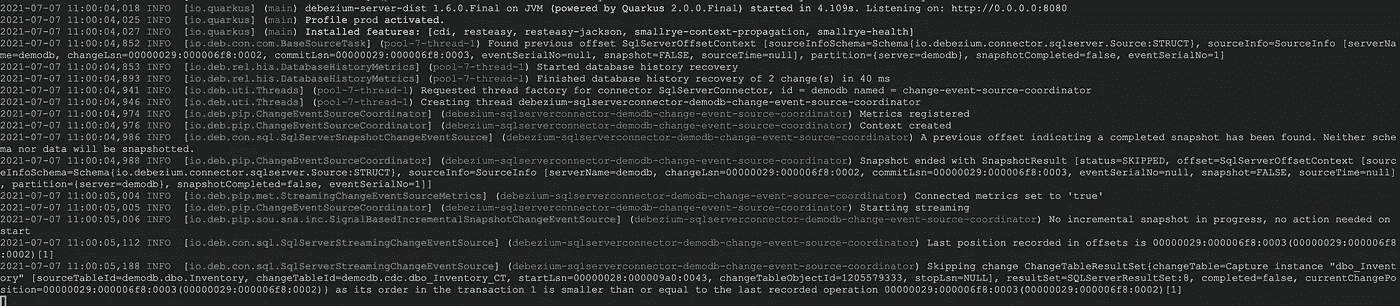 2021-07-07 11:00:04,018 INFO  [io.quarkus] (main) debezium-server-dist 1.6.0.Final on JVM (powered by Quarkus 2.0.0.Final) started in 4.109s. Listening on: http://0.0.0.0:8080
2021-07-07 11:00:04,025 INFO  [io.quarkus] (main) Profile prod activated.
2021-07-07 11:00:04,027 INFO  [io.quarkus] (main) Installed features: [cdi, resteasy, resteasy-jackson, smallrye-context-propagation, smallrye-health]
2021-07-07 11:00:04,852 INFO  [io.deb.con.com.BaseSourceTask] (pool-7-thread-1) Found previous offset SqlServerOffsetContext [sourceInfoSchema=Schema{io.debezium.connector.sqlserver.Source:STRUCT}, sourceInfo=SourceInfo [serverNa
me=demodb, changeLsn=00000029:000006f8:0002, commitLsn=00000029:000006f8:0003, eventSerialNo=null, snapshot=FALSE, sourceTime=null], partition={server=demodb}, snapshotCompleted=false, eventSerialNo=1]
2021-07-07 11:00:04,853 INFO  [io.deb.rel.his.DatabaseHistoryMetrics] (pool-7-thread-1) Started database history recovery
2021-07-07 11:00:04,893 INFO  [io.deb.rel.his.DatabaseHistoryMetrics] (pool-7-thread-1) Finished database history recovery of 2 change(s) in 40 ms
2021-07-07 11:00:04,941 INFO  [io.deb.uti.Threads] (pool-7-thread-1) Requested thread factory for connector SqlServerConnector, id = demodb named = change-event-source-coordinator
2021-07-07 11:00:04,946 INFO  [io.deb.uti.Threads] (pool-7-thread-1) Creating thread debezium-sqlserverconnector-demodb-change-event-source-coordinator
2021-07-07 11:00:04,974 INFO  [io.deb.pip.ChangeEventSourceCoordinator] (debezium-sqlserverconnector-demodb-change-event-source-coordinator) Metrics registered
2021-07-07 11:00:04,976 INFO  [io.deb.pip.ChangeEventSourceCoordinator] (debezium-sqlserverconnector-demodb-change-event-source-coordinator) Context created
2021-07-07 11:00:04,986 INFO  [io.deb.con.sql.SqlServerSnapshotChangeEventSource] (debezium-sqlserverconnector-demodb-change-event-source-coordinator) A previous offset indicating a completed snapshot has been found. Neither sche
ma nor data will be snapshotted.
2021-07-07 11:00:04,988 INFO  [io.deb.pip.ChangeEventSourceCoordinator] (debezium-sqlserverconnector-demodb-change-event-source-coordinator) Snapshot ended with SnapshotResult [status=SKIPPED, offset=SqlServerOffsetContext [sourc
eInfoSchema=Schema{io.debezium.connector.sqlserver.Source:STRUCT}, sourceInfo=SourceInfo [serverName=demodb, changeLsn=00000029:000006f8:0002, commitLsn=00000029:000006f8:0003, eventSerialNo=null, snapshot=FALSE, sourceTime=null]
, partition={server=demodb}, snapshotCompleted=false, eventSerialNo=1]]
2021-07-07 11:00:05,004 INFO  [io.deb.pip.met.StreamingChangeEventSourceMetrics] (debezium-sqlserverconnector-demodb-change-event-source-coordinator) Connected metrics set to 'true'
2021-07-07 11:00:05,005 INFO  [io.deb.pip.ChangeEventSourceCoordinator] (debezium-sqlserverconnector-demodb-change-event-source-coordinator) Starting streaming
2021-07-07 11:00:05,006 INFO  [io.deb.pip.sou.sna.inc.SignalBasedIncrementalSnapshotChangeEventSource] (debezium-sqlserverconnector-demodb-change-event-source-coordinator) No incremental snapshot in progress, no action needed on
start
2021-07-07 11:00:05,112 INFO  [io.deb.con.sql.SqlServerStreamingChangeEventSource] (debezium-sqlserverconnector-demodb-change-event-source-coordinator) Last position recorded in offsets is 00000029:000006f8:0003(00000029:000006f8
:0002)[1]
2021-07-07 11:00:05,188 INFO  [io.deb.con.sql.SqlServerStreamingChangeEventSource] (debezium-sqlserverconnector-demodb-change-event-source-coordinator) Skipping change ChangeTableResultSet{changeTable=Capture instance "dbo_Invent
ory" [sourceTableId=demodb.dbo.Inventory, changeTableId=demodb.cdc.dbo_Inventory_CT, startLsn=00000028:000009a0:0043, changeTableObjectId=1205579333, stopLsn=NULL], resultSet=SQLServerResultSet:8, completed=false, currentChangePo
sition=00000029:000006f8:0003(00000029:000006f8:0002)} as its order in the transaction 1 is smaller than or equal to the last recorded operation 00000029:000006f8:0003(00000029:000006f8:0002)[1]